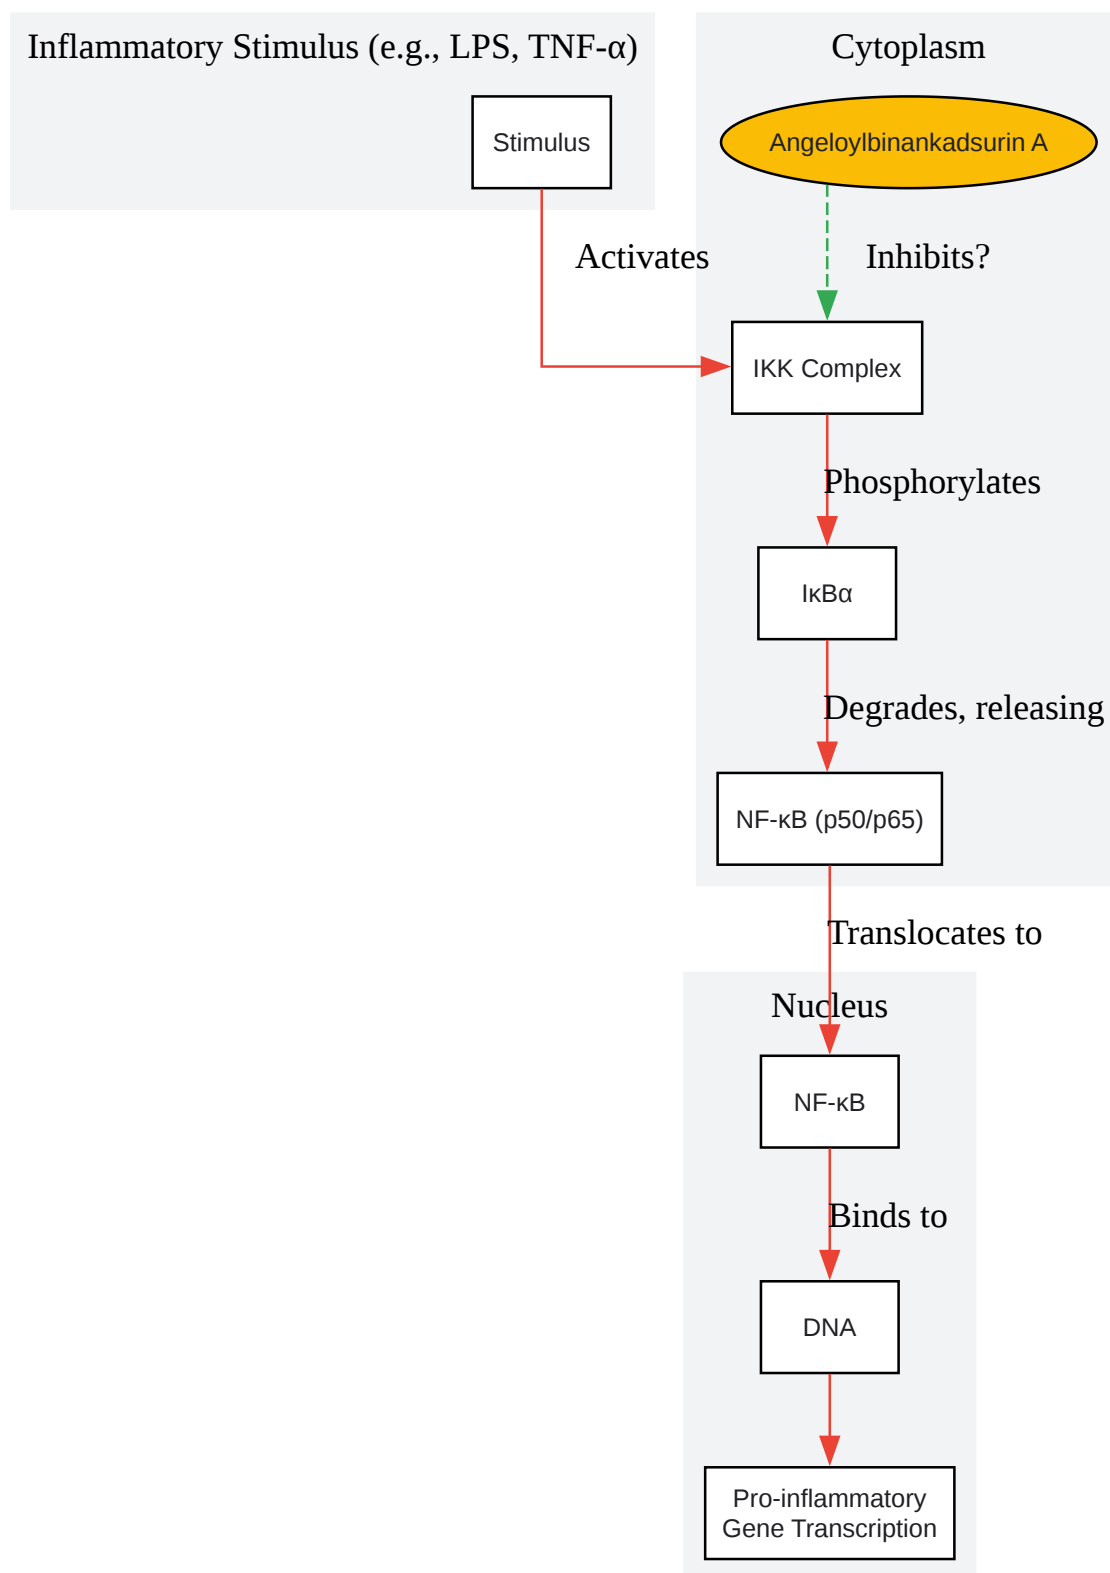 Inflammatory Stimulus (e.g., LPS, TNF-α)
Cytoplasm
Stimulus
Angeloylbinankadsurin A
Activates
Inhibits?
IKK Complex
Phosphorylates
IκBα
Degrades, releasing
NF-κB (p50/p65)
Translocates to
Nucleus
NF-κB
Binds to
DNA
Pro-inflammatory
Gene Transcription